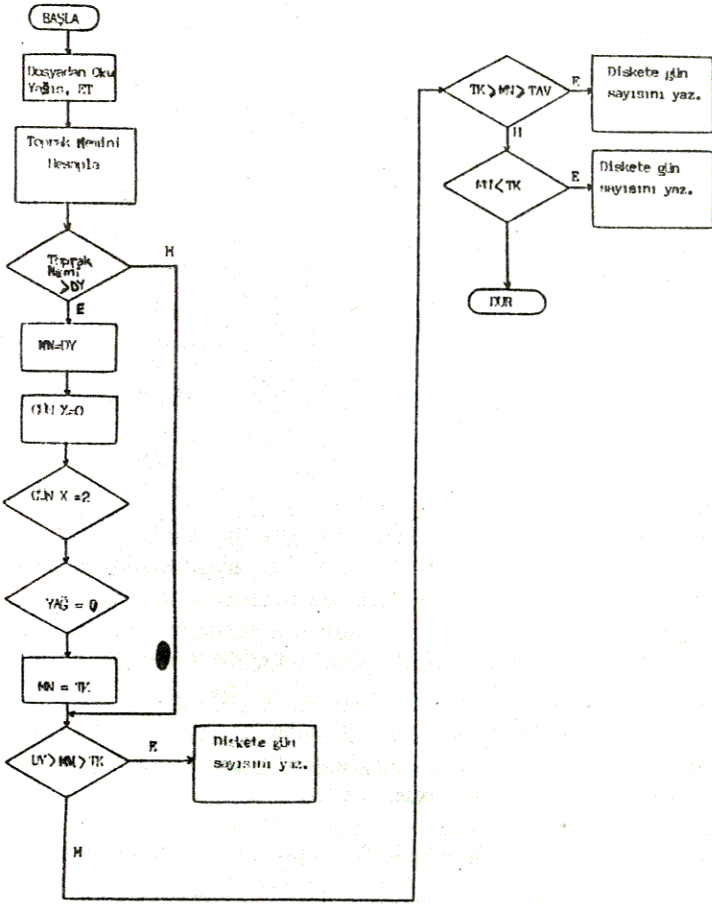 BAŞLA
Dosyadan Oku
Yağış, ET
Toprak Nemini
Hesapla
Toprak
Nemi
>DY
H
E
MN=DY
GÜN X=0
GÜN X =2
YAĞ = 0
MN = TK
DY>MN>TK
E
Diskete gün
sayısını yaz.
H
TK>MN>TAV
E
Diskete gün
sayısını yaz.
H
<TK
E
Diskete gün
sayısını yaz.
DUR